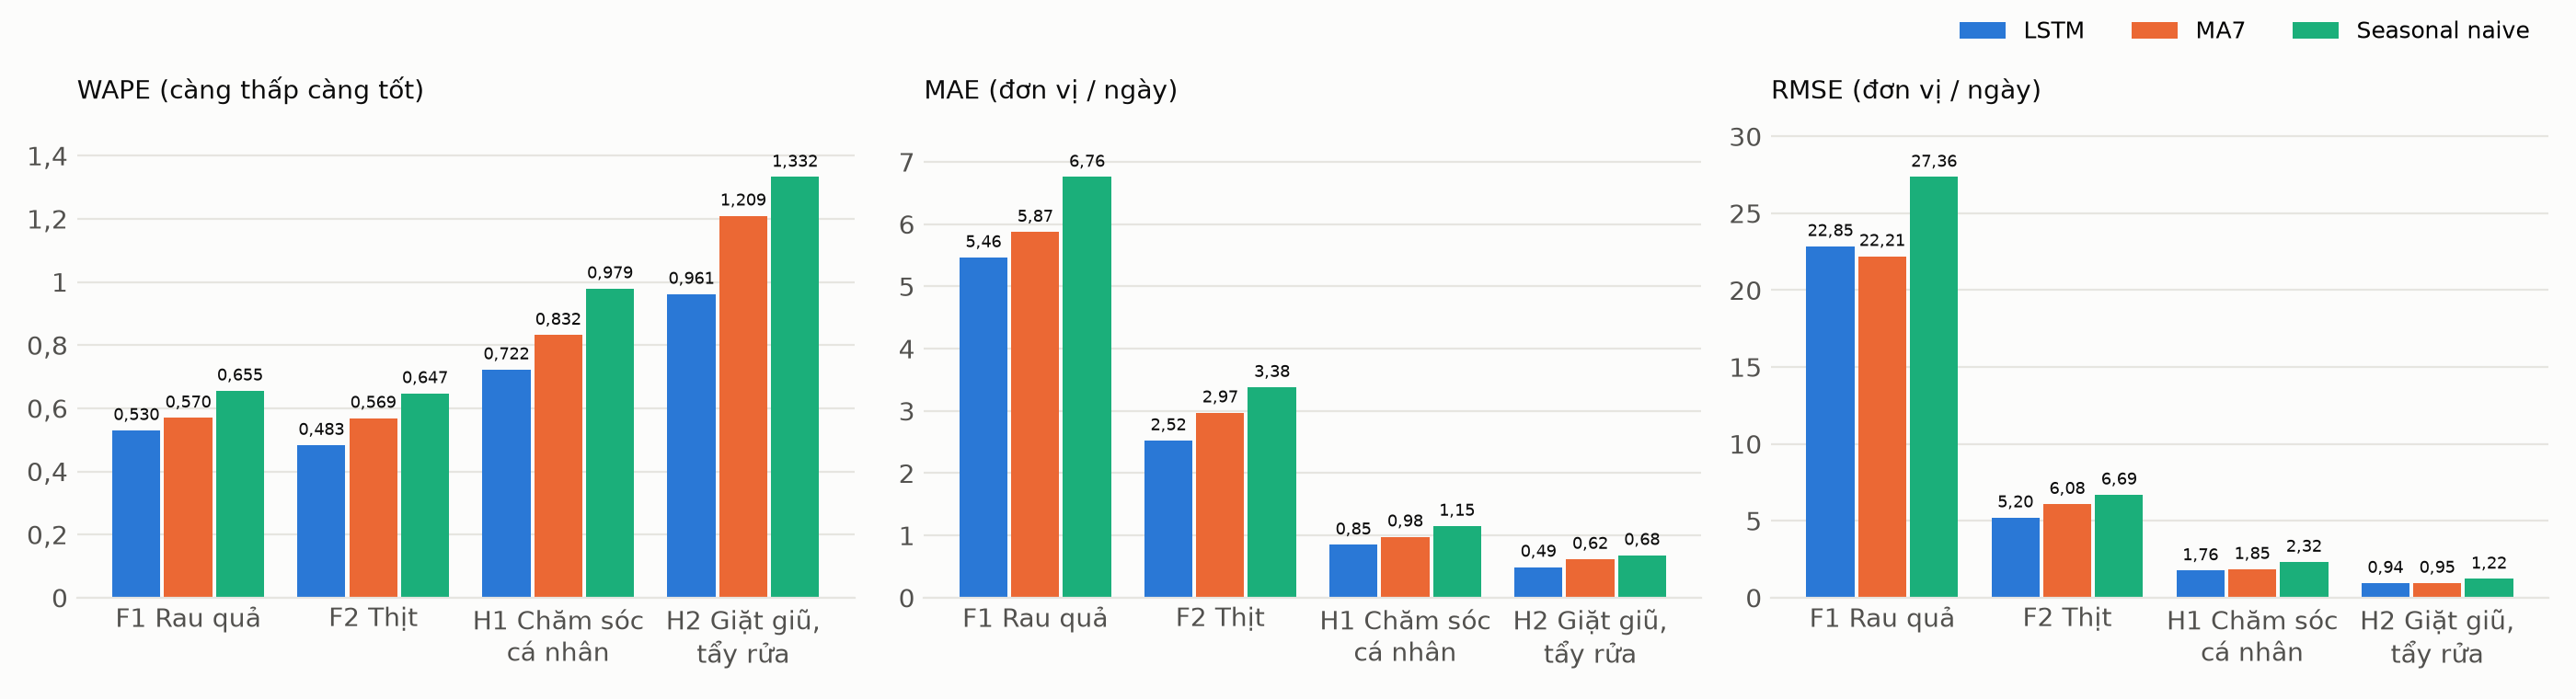 LSTM MA7 Seasonal naive
WAPE (càng thấp càng tốt)
1,4
1,2
1
0,8
0,6
0,4
0,2
0
0,530 0,570 0,655
0,483 0,569 0,647
0,722 0,832 0,979
0,961 1,209 1,332
F1 Rau quả
F2 Thịt
H1 Chăm sóc
cá nhân
H2 Giặt giũ,
tẩy rửa
MAE (đơn vị / ngày)
7
6
5
4
3
2
1
0
5,46 5,87 6,76
2,52 2,97 3,38
0,85 0,98 1,15
0,49 0,62 0,68
F1 Rau quả
F2 Thịt
H1 Chăm sóc
cá nhân
H2 Giặt giũ,
tẩy rửa
RMSE (đơn vị / ngày)
30
25
20
15
10
5
0
22,85 22,21 27,36
5,20 6,08 6,69
1,76 1,85 2,32
0,94 0,95 1,22
F1 Rau quả
F2 Thịt
H1 Chăm sóc
cá nhân
H2 Giặt giũ,
tẩy rửa